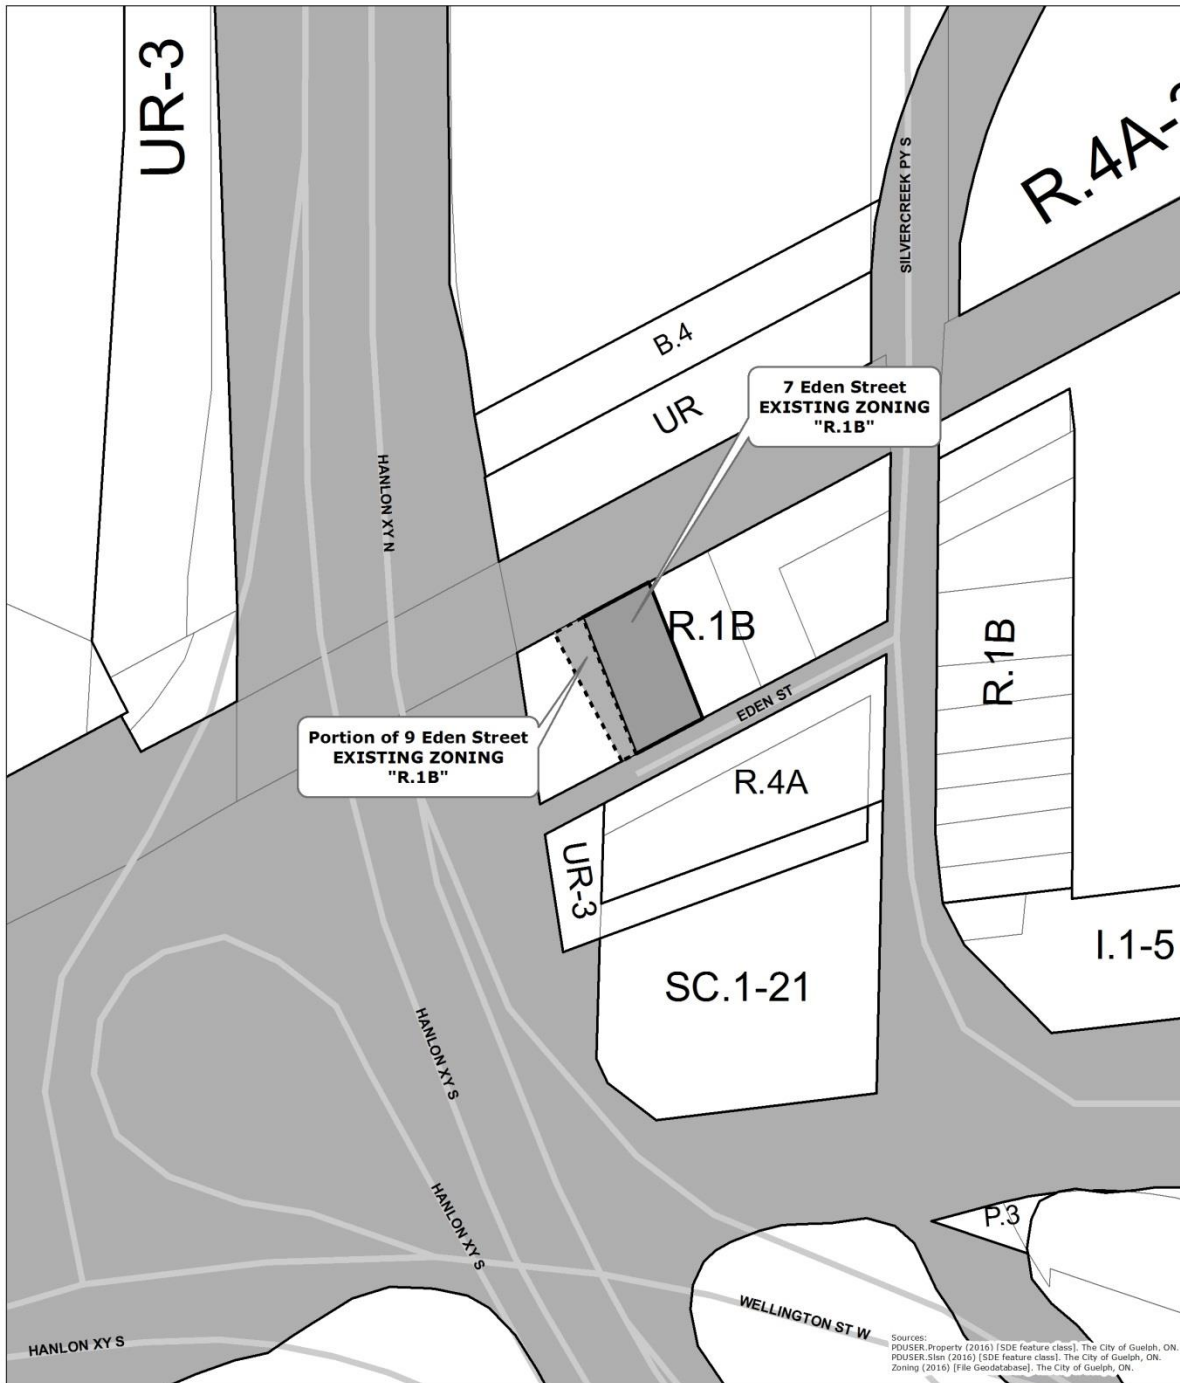 UR-3
R.4A-
SILVERCREEK PY S
B.4
7 Eden Street
EXISTING ZONING
"R.1B"
UR
HANLON XY N
R.1B
R.1B
EDEN ST
Portion of 9 Eden Street
EXISTING ZONING
"R.1B"
R.4A
UR-3
I.1-5
SC.1-21
HANLON XY S
HANLON XY S
P.3
WELLINGTON ST W
HANLON XY S
Sources:
PDUSER.Property (2016) [SDE feature class]. The City of Guelph, ON.
PDUSER.Slsn (2016) [SDE feature class]. The City of Guelph, ON.
Zoning (2016) [File Geodatabase]. The City of Guelph, ON.